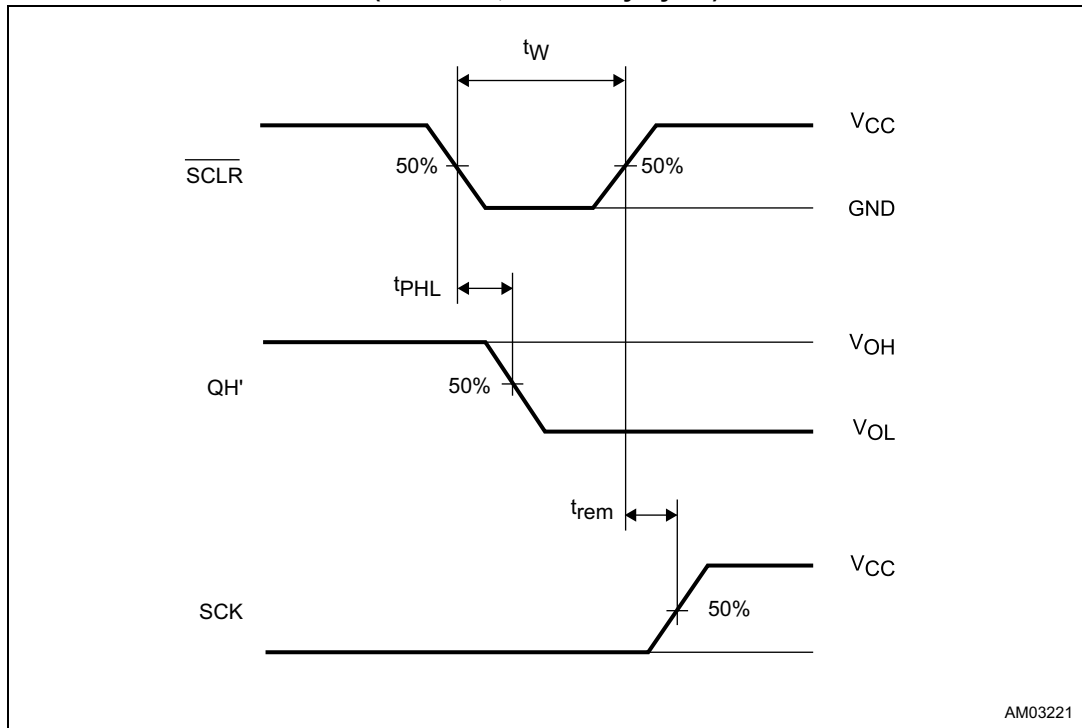 tW
VCC
SCLR
50%
50%
GND
tPHL
VOH
QH'
50%
VOL
trem
VCC
SCK
50%
AM03221